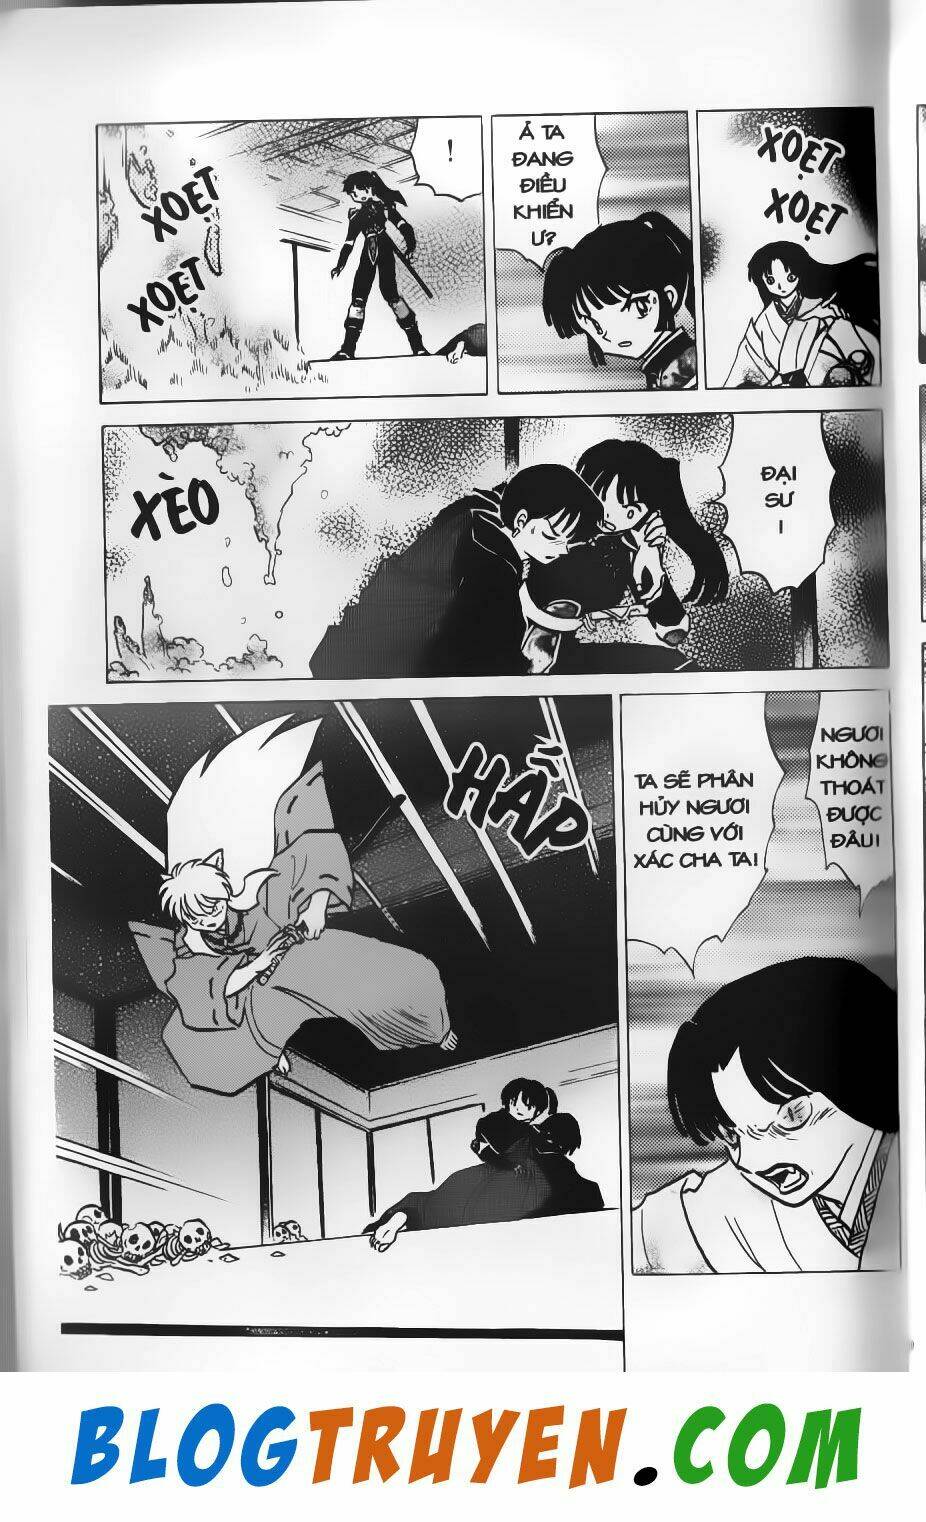 XOẸT
XOẸT
Ả TA
ĐANG
ĐIỀU
KHIỂN
Ư?
!
XOẸT
XOẸT
ĐẠI
SƯ
!
XÈO
NGƯƠI
KHÔNG
THOÁT
ĐƯỢC
ĐÂU!
TA SẼ PHÂN
HỦY NGƯƠI
CÙNG VỚI
XÁC CHA TA!
HẤP
BLOGTRUYEN.COM